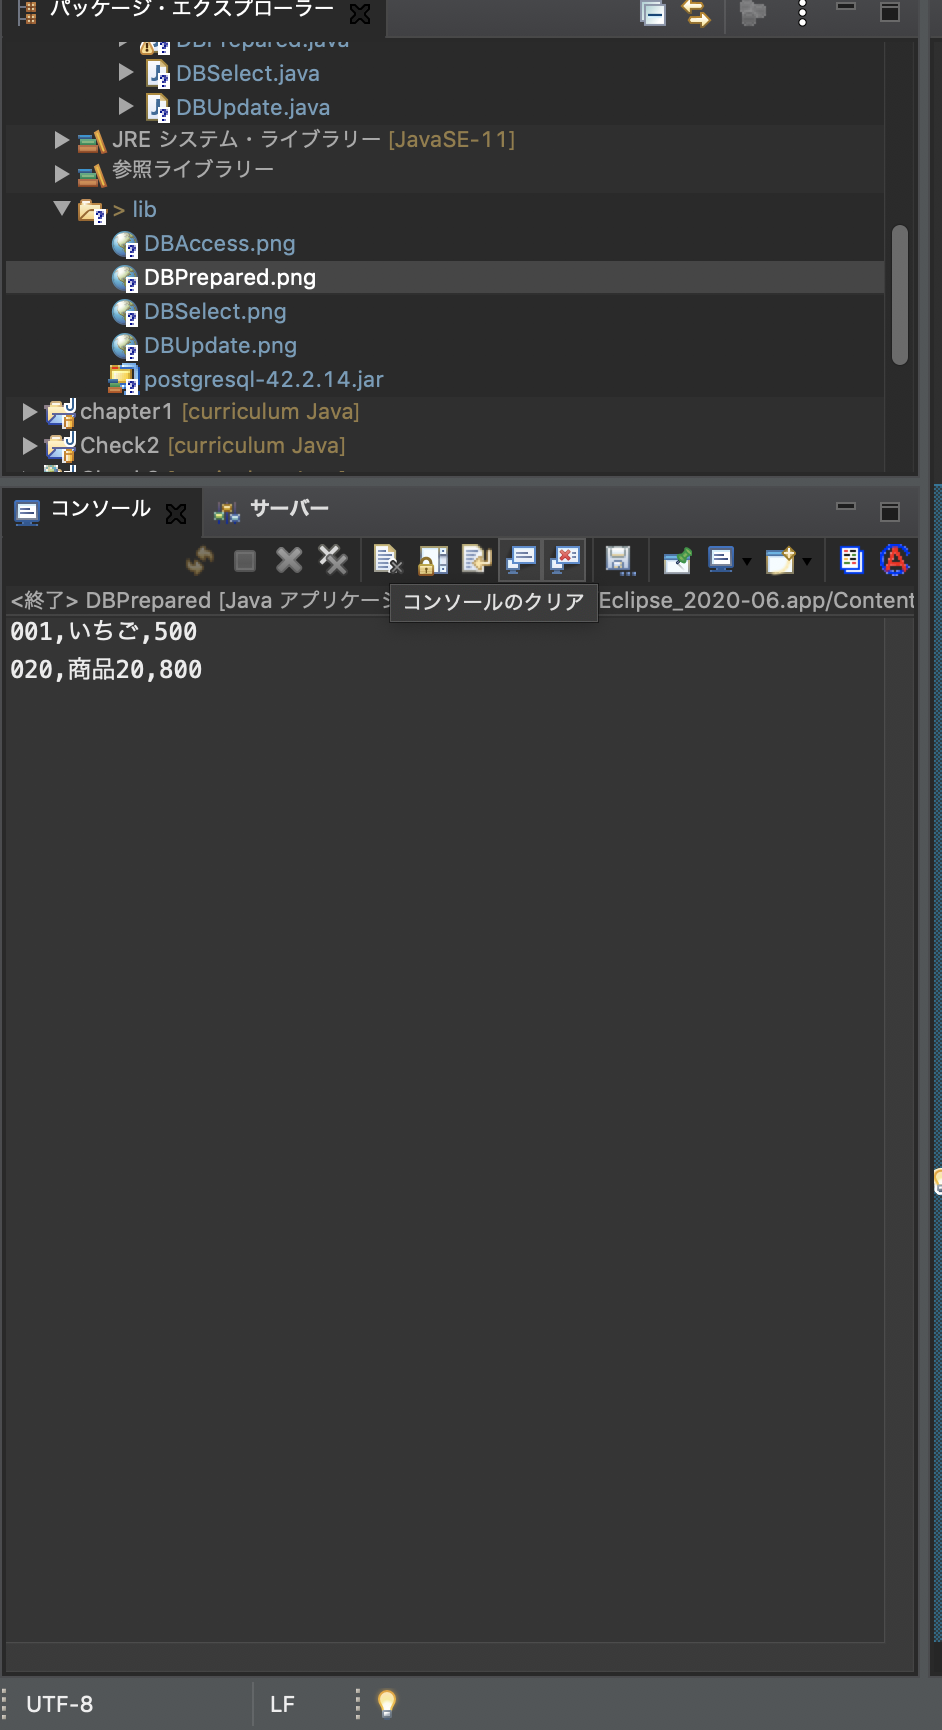 パッケージ・エクスプローラー
DBPrepared.java
DBSelect.java
DBUpdate.java
JRE システム・ライブラリー [JavaSE-11]
参照ライブラリー
> lib
DBAccess.png
DBPrepared.png
DBSelect.png
DBUpdate.png
postgresql-42.2.14.jar
chapter1 [curriculum Java]
Check2 [curriculum Java]
コンソール
サーバー
<終了> DBPrepared [Java アプリケーシ
コンソールのクリア
Eclipse_2020-06.app/Content
001,いちご,500
020,商品20,800
UTF-8
LF